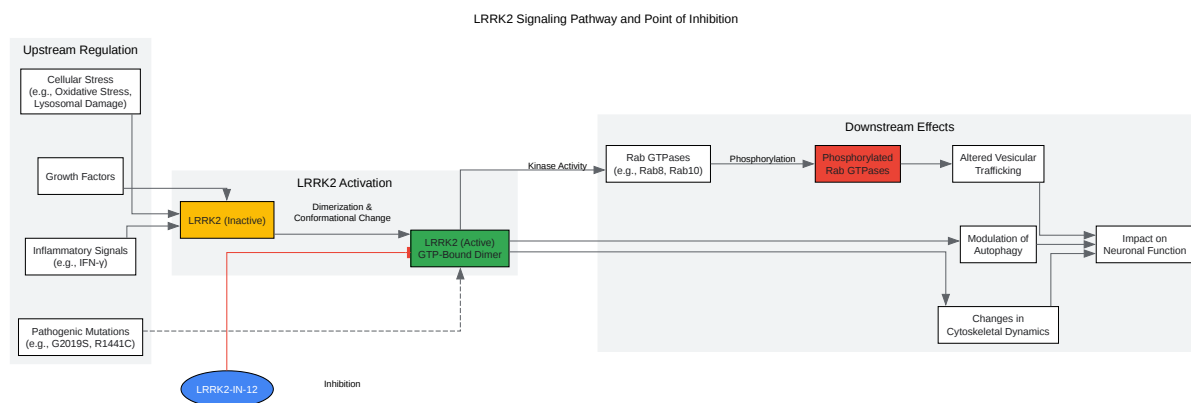 LRRK2 Signaling Pathway and Point of Inhibition
Upstream Regulation
Cellular Stress
(e.g., Oxidative Stress,
Lysosomal Damage)
Growth Factors
Inflammatory Signals
(e.g., IFN-γ)
Pathogenic Mutations
(e.g., G2019S, R1441C)
LRRK2 Activation
LRRK2 (Inactive)
Dimerization &
Conformational Change
LRRK2 (Active)
GTP-Bound Dimer
LRRK2-IN-12
Inhibition
Kinase Activity
Downstream Effects
Rab GTPases
(e.g., Rab8, Rab10)
Phosphorylation
Phosphorylated
Rab GTPases
Altered Vesicular
Trafficking
Modulation of
Autophagy
Changes in
Cytoskeletal Dynamics
Impact on
Neuronal Function